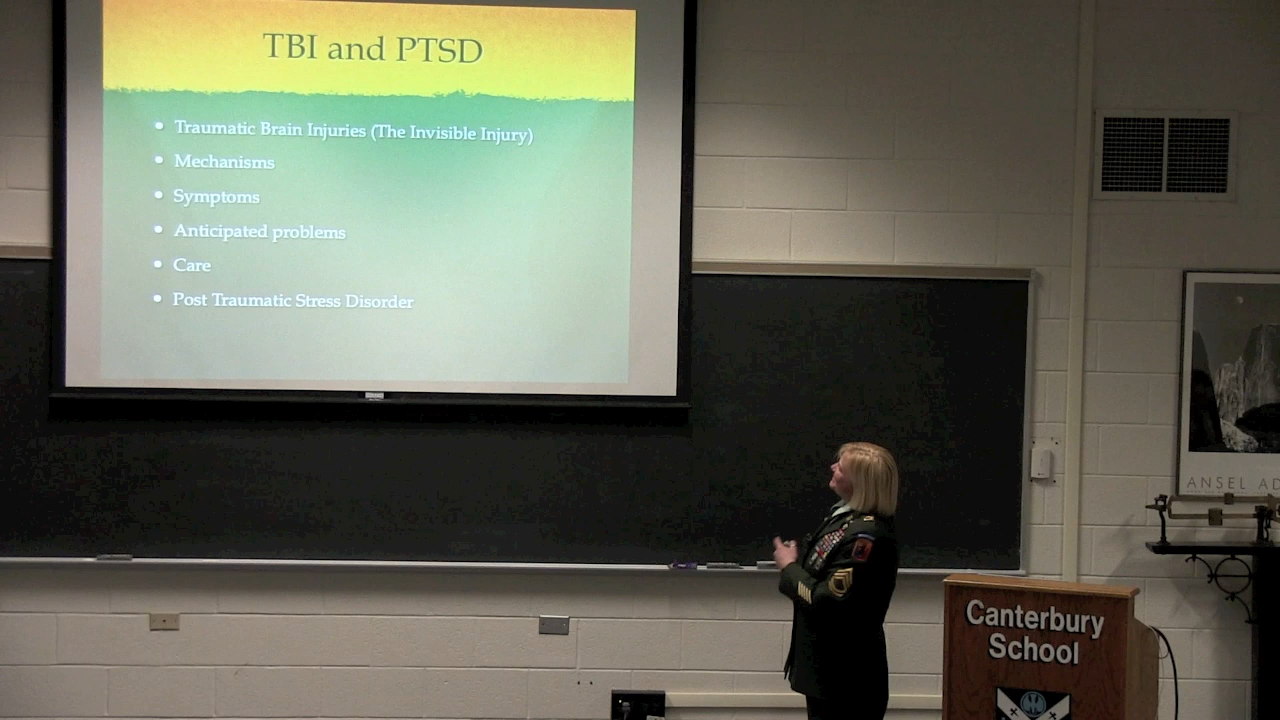 TBI and PTSD
• Traumatic Brain Injuries (The Invisible Injury)
• Mechanisms
• Symptoms
• Anticipated problems
• Care
• Post Traumatic Stress Disorder
ANSEL AD
Canterbury
School